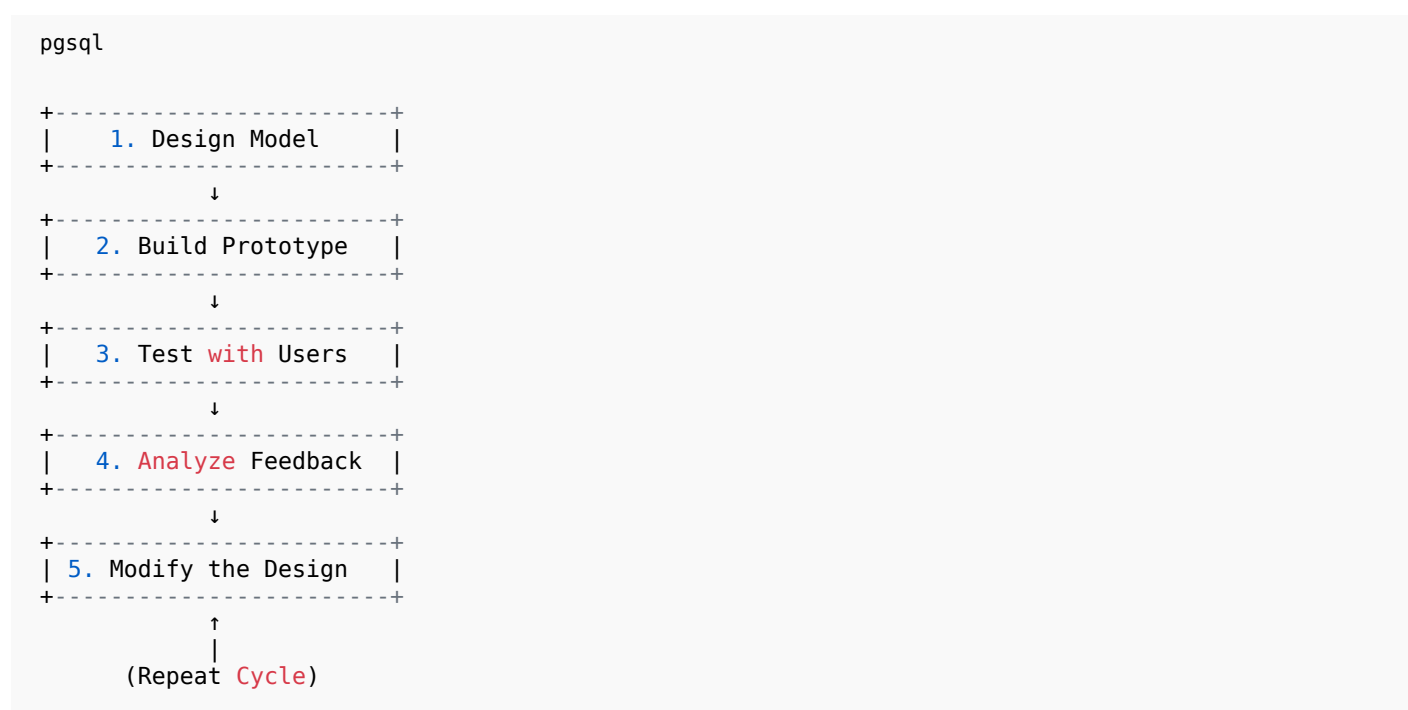 pgsql
+------------------------+
|    1. Design Model     |
+------------------------+
            ↓
+------------------------+
|   2. Build Prototype   |
+------------------------+
            ↓
+------------------------+
|   3. Test with Users   |
+------------------------+
            ↓
+------------------------+
|   4. Analyze Feedback  |
+------------------------+
            ↓
+------------------------+
| 5. Modify the Design   |
+------------------------+
            ↑
            |
      (Repeat Cycle)